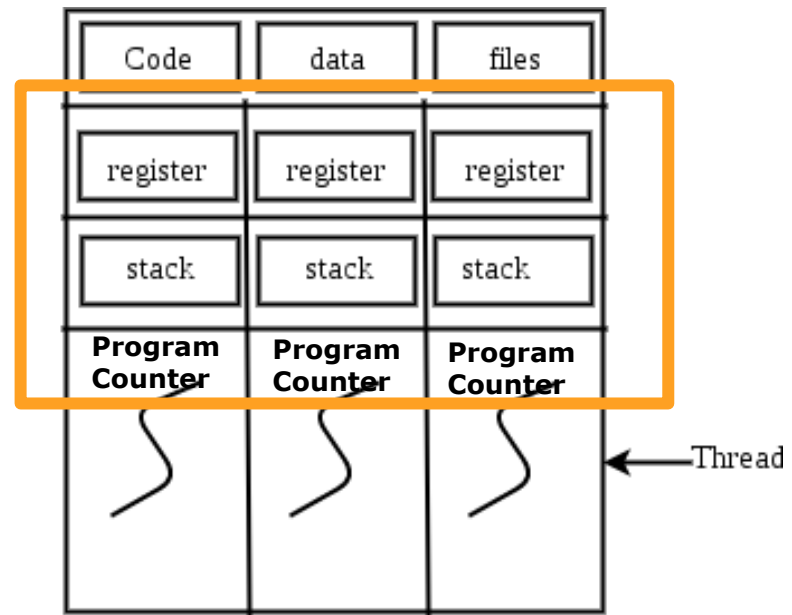 Code data files
register register register
stack stack stack
Program Program Program
Counter Counter Counter
Thread